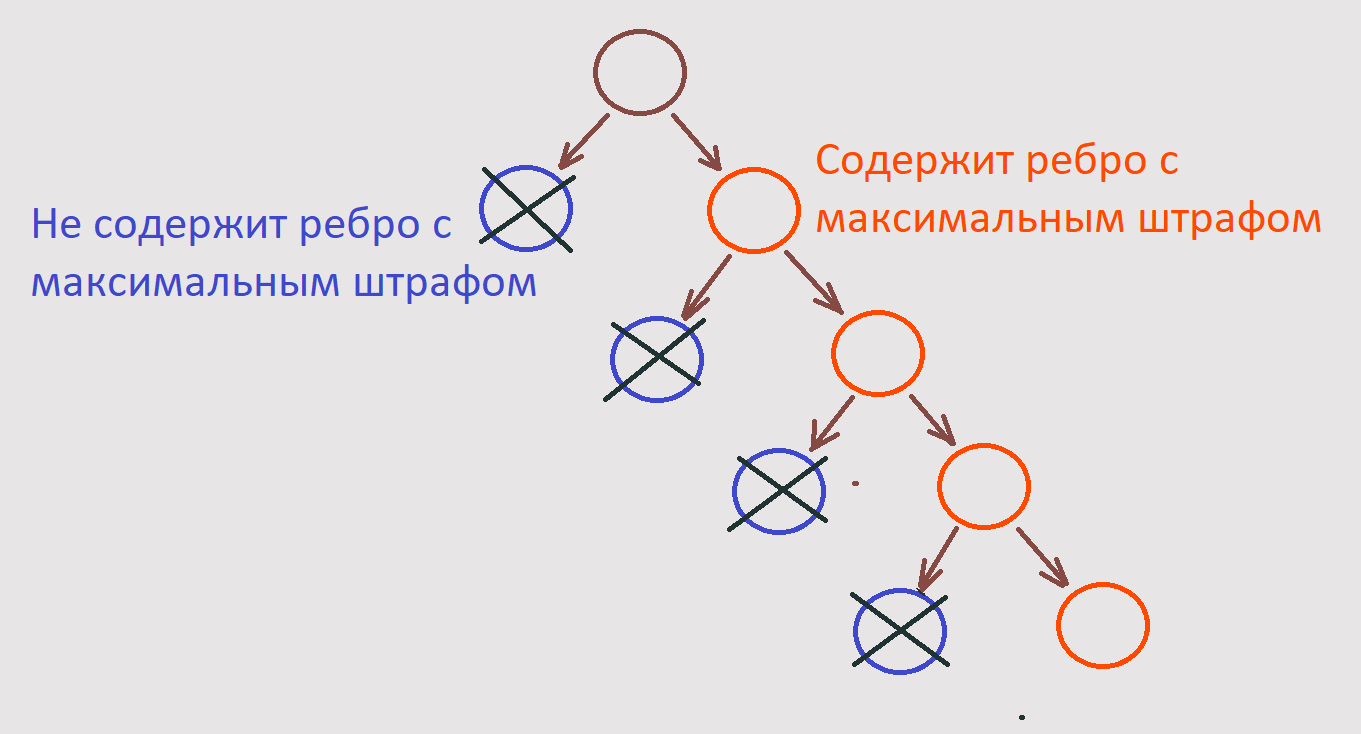 Содержит ребро с
максимальным штрафом
Не содержит ребро с
максимальным штрафом